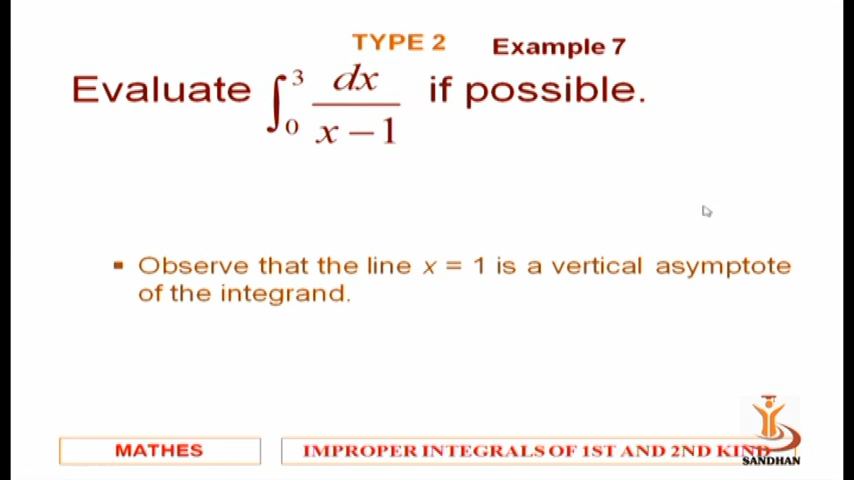 TYPE 2 Example 7
Evaluate ∫₀³ dx/(x − 1) if possible.
▪ Observe that the line x = 1 is a vertical asymptote
of the integrand.
MATHES
IMPROPER INTEGRALS OF 1ST AND 2ND KIND
SANDHAN